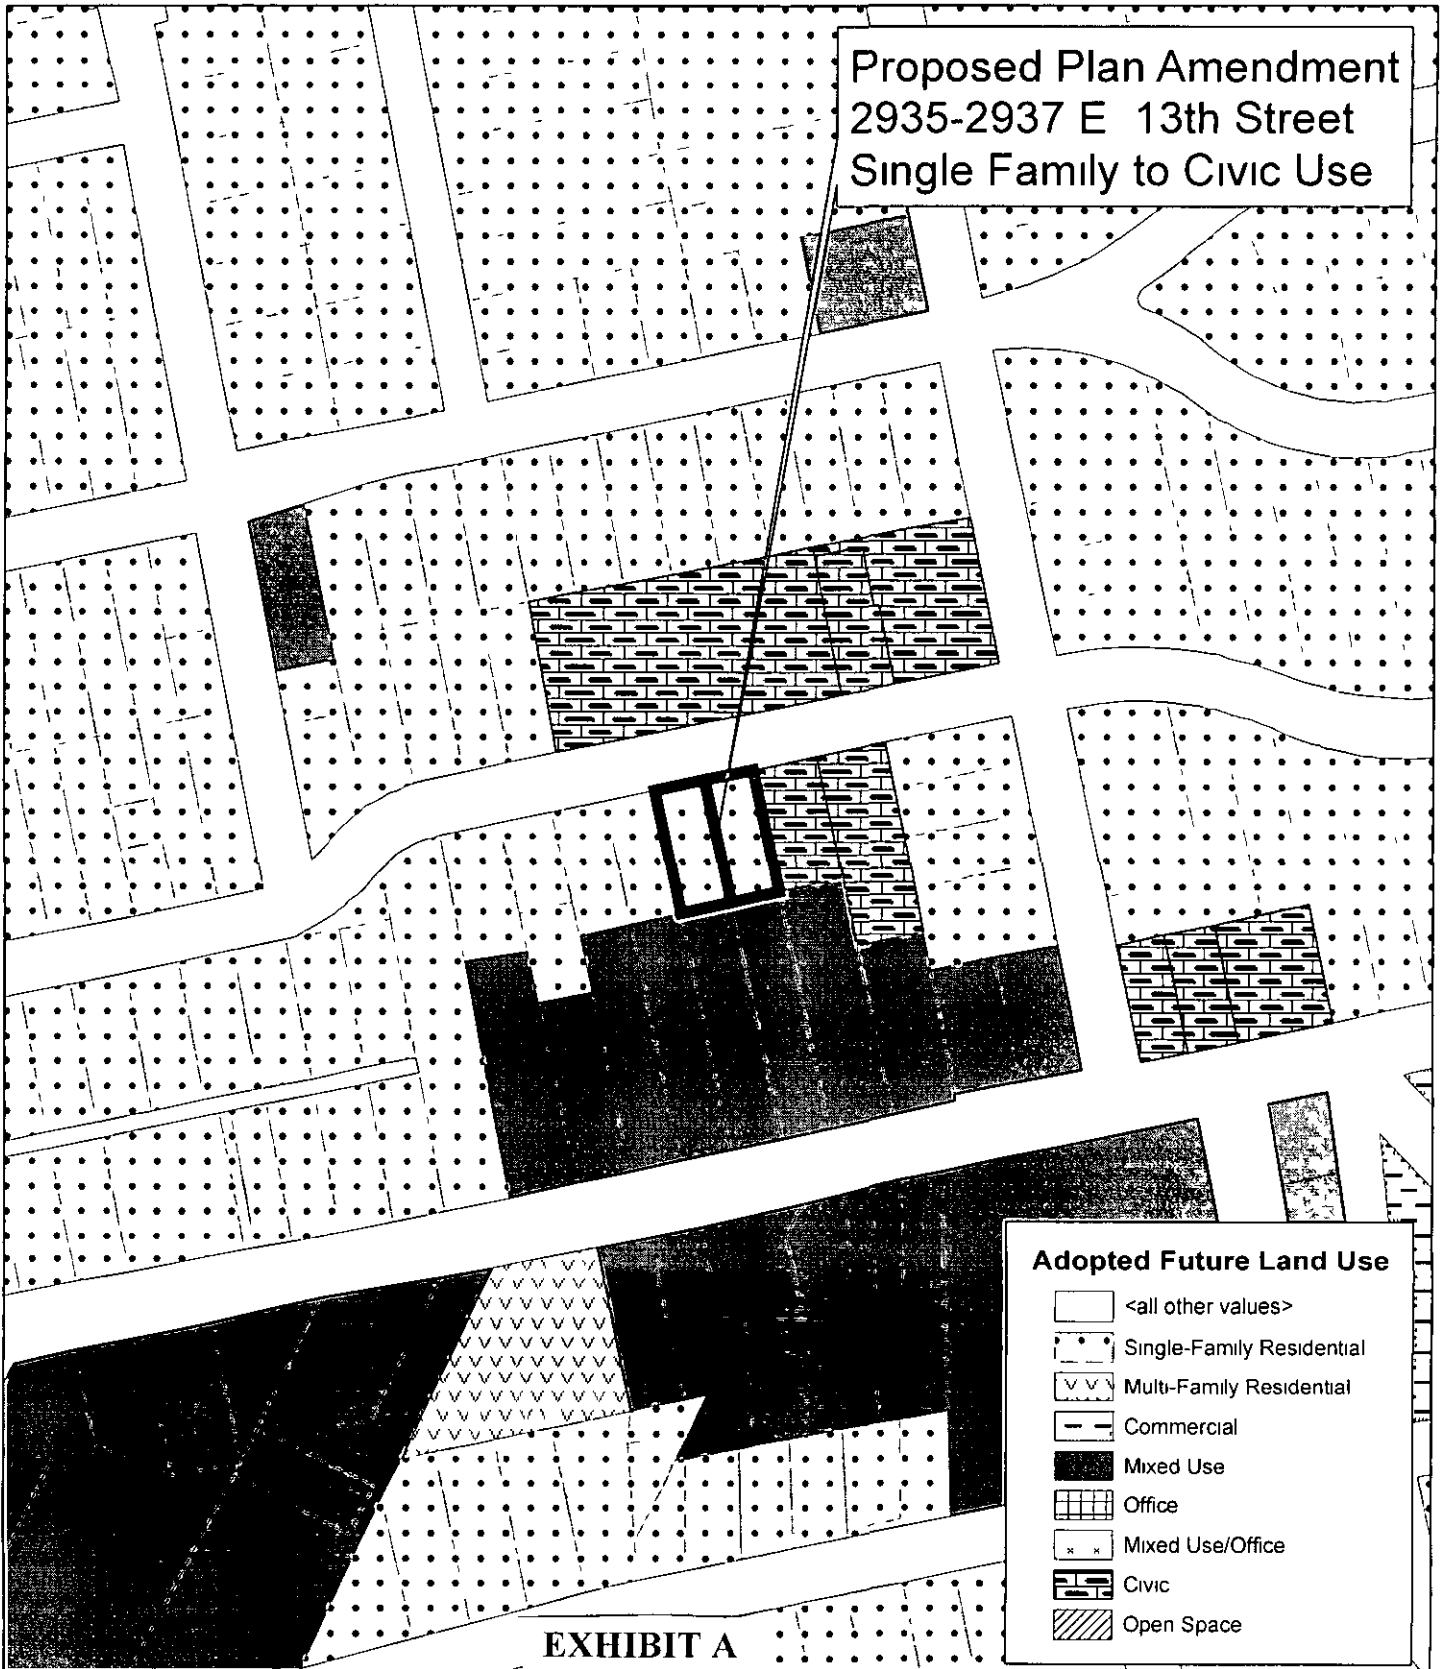 Proposed Plan Amendment
2935-2937 E 13th Street
Single Family to Civic Use
Adopted Future Land Use
<all other values>
Single-Family Residential
Multi-Family Residential
Commercial
Mixed Use
Office
Mixed Use/Office
Civic
Open Space
EXHIBIT A